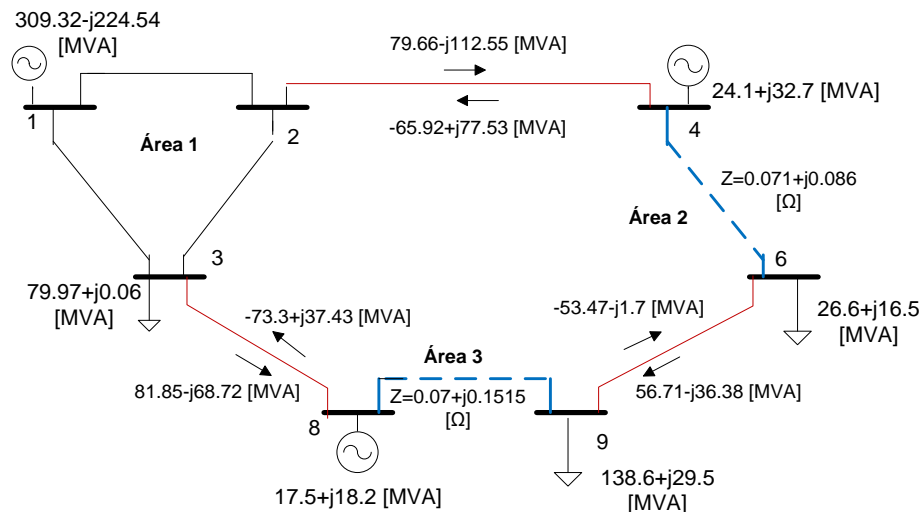 309.32-j224.54
[MVA]
79.66-j112.55 [MVA]
24.1+j32.7 [MVA]
1
2
4
-65.92+j77.53 [MVA]
Área 1
Z=0.071+j0.086
[Ω]
Área 2
3
6
79.97+j0.06
[MVA]
-73.3+j37.43 [MVA]
-53.47-j1.7 [MVA]
26.6+j16.5
[MVA]
Área 3
81.85-j68.72 [MVA]
Z=0.07+j0.1515
[Ω]
56.71-j36.38 [MVA]
8
9
17.5+j18.2 [MVA]
138.6+j29.5
[MVA]